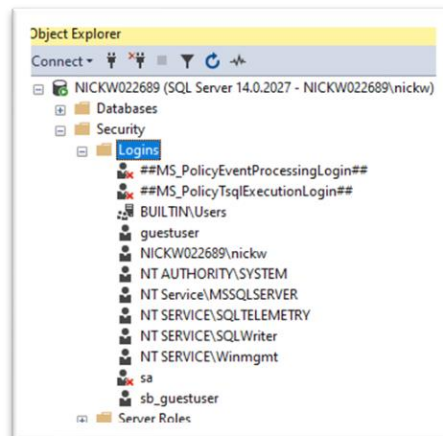 Object Explorer
Connect
NICKW022689 (SQL Server 14.0.2027 - NICKW022689\nickw)
Databases
Security
Logins
##MS_PolicyEventProcessingLogin##
##MS_PolicyTsqlExecutionLogin##
BUILTIN\Users
guestuser
NICKW022689\nickw
NT AUTHORITY\SYSTEM
NT Service\MSSQLSERVER
NT SERVICE\SQLTELEMETRY
NT SERVICE\SQLWriter
NT SERVICE\Winmgmt
sa
sb_guestuser
Server Roles